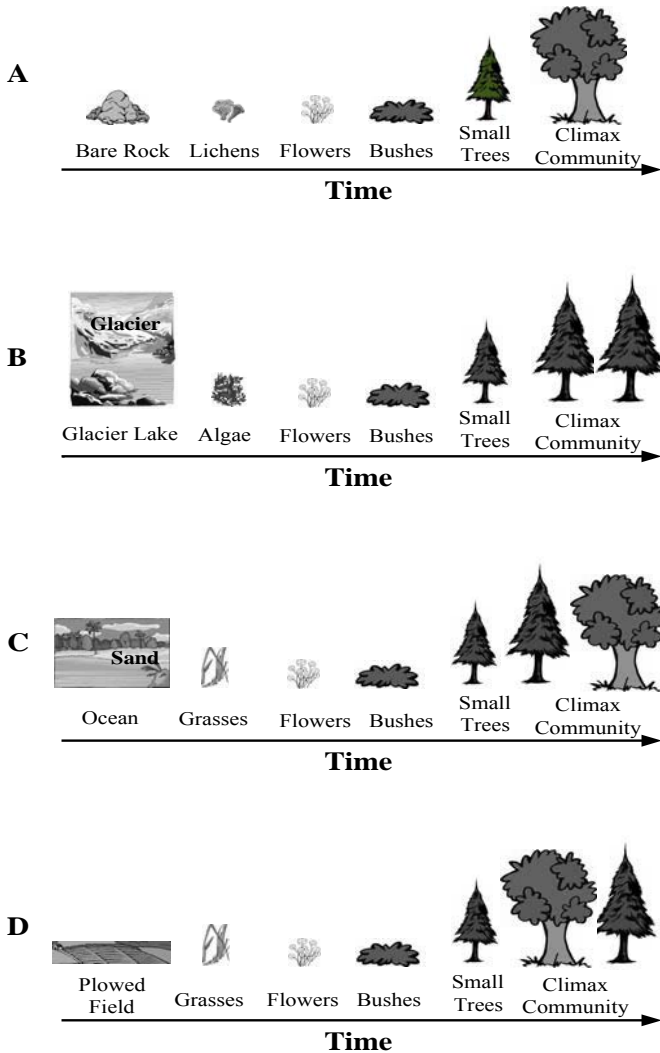 A
Bare Rock Lichens Flowers Bushes Small Trees Climax Community
Time
B
Glacier
Glacier Lake Algae Flowers Bushes Small Trees Climax Community
Time
C
Sand
Ocean Grasses Flowers Bushes Small Trees Climax Community
Time
D
Plowed Field Grasses Flowers Bushes Small Trees Climax Community
Time